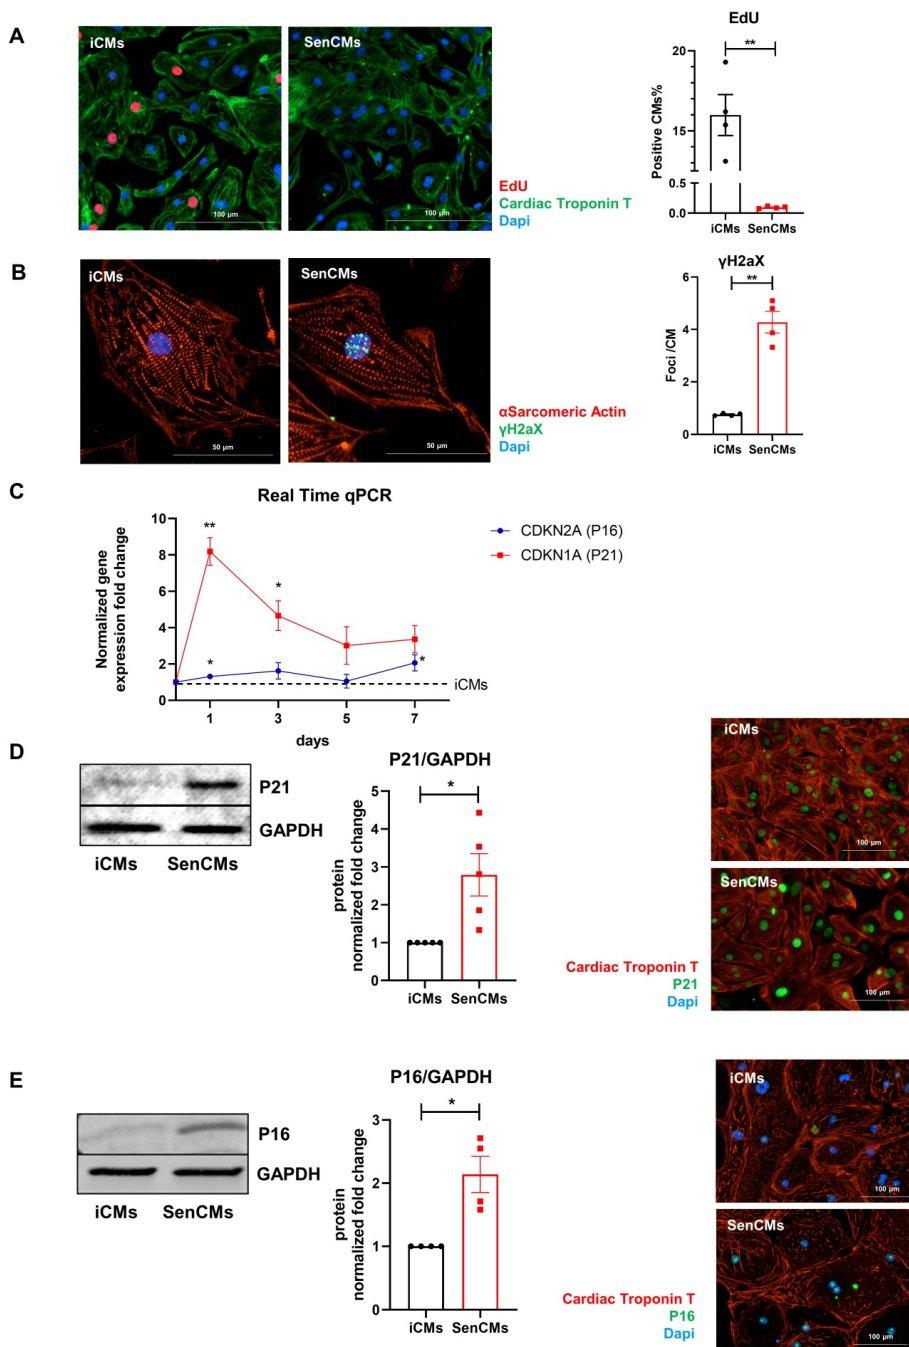 A
iCMs
100 µm
SenCMs
100 µm
EdU
Cardiac Troponin T
Dapi
EdU
**
Positive CMs%
20
15
0.5
0.0
iCMs SenCMs
B
iCMs
50 µm
SenCMs
50 µm
αSarcomeric Actin
γH2aX
Dapi
γH2aX
**
Foci /CM
6
4
2
0
iCMs SenCMs
C
Real Time qPCR
Normalized gene
expression fold change
10
8
6
4
2
0
**
*
*
*
iCMs
1 3 5 7
days
CDKN2A (P16)
CDKN1A (P21)
D
P21
GAPDH
iCMs SenCMs
P21/GAPDH
*
protein
normalized fold change
5
4
3
2
1
0
iCMs SenCMs
Cardiac Troponin T
P21
Dapi
iCMs
100 µm
SenCMs
100 µm
E
P16
GAPDH
iCMs SenCMs
P16/GAPDH
*
protein
normalized fold change
3
2
1
0
iCMs SenCMs
Cardiac Troponin T
P16
Dapi
iCMs
100 µm
SenCMs
100 µm